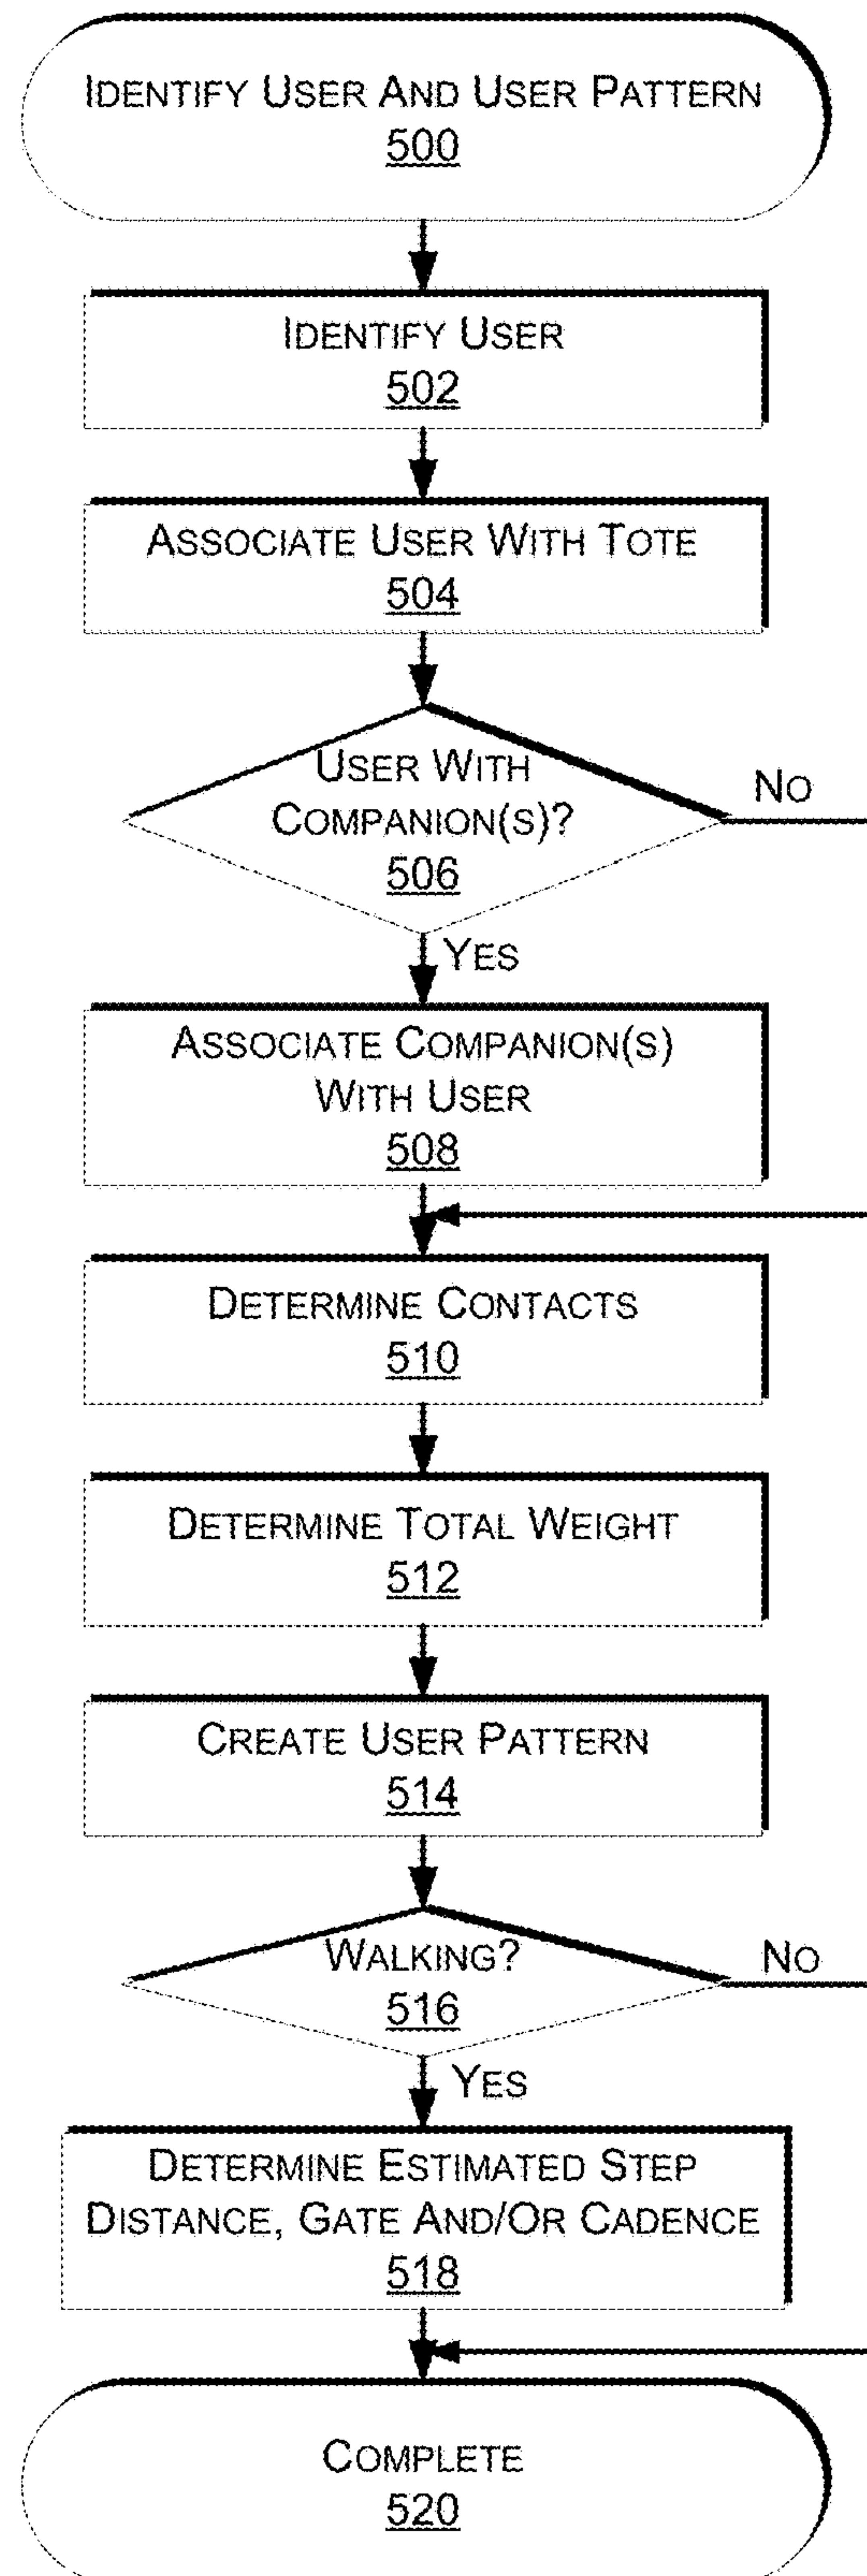 IDENTIFY USER AND USER PATTERN
500
IDENTIFY USER
502
ASSOCIATE USER WITH TOTE
504
USER WITH
COMPANION(S)?
506
NO
YES
ASSOCIATE COMPANION(S)
WITH USER
508
DETERMINE CONTACTS
510
DETERMINE TOTAL WEIGHT
512
CREATE USER PATTERN
514
WALKING?
516
NO
YES
DETERMINE ESTIMATED STEP
DISTANCE, GATE AND/OR CADENCE
518
COMPLETE
520